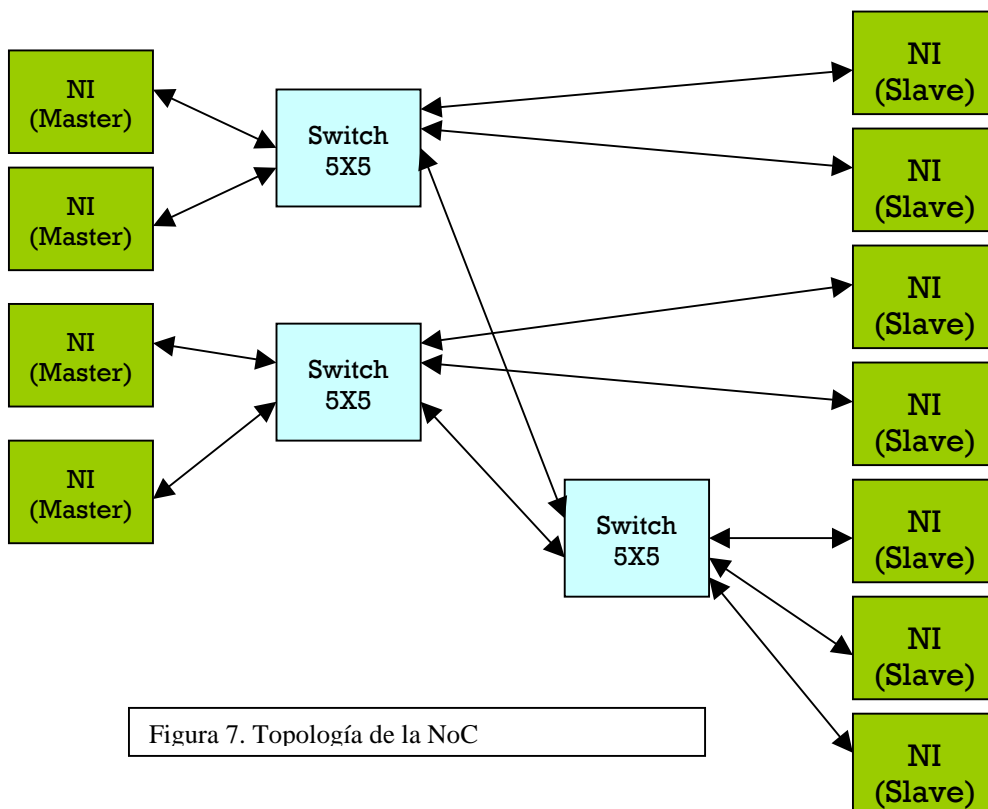 NI
(Master)
NI
(Master)
NI
(Master)
NI
(Master)
Switch
5X5
Switch
5X5
Switch
5X5
NI
(Slave)
NI
(Slave)
NI
(Slave)
NI
(Slave)
NI
(Slave)
NI
(Slave)
NI
(Slave)
Figura 7. Topología de la NoC